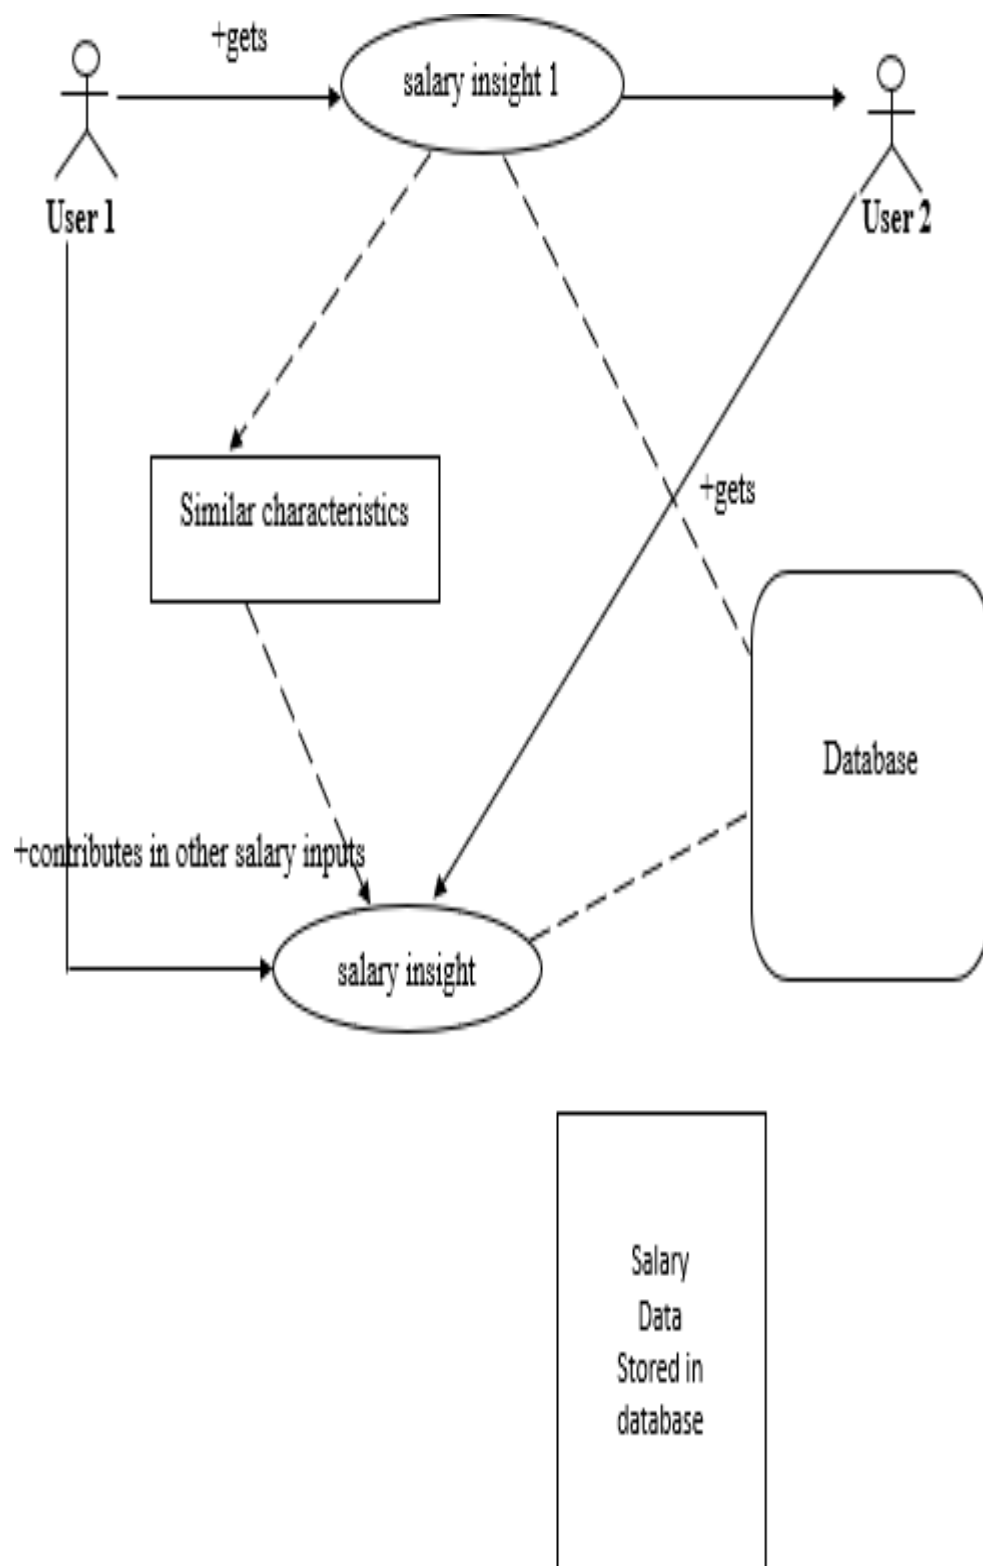 +gets
salary insight 1
User 1
User 2
Similar characteristics
+gets
Database
+contributes in other salary inputs
salary insight
Salary
Data
Stored in
database